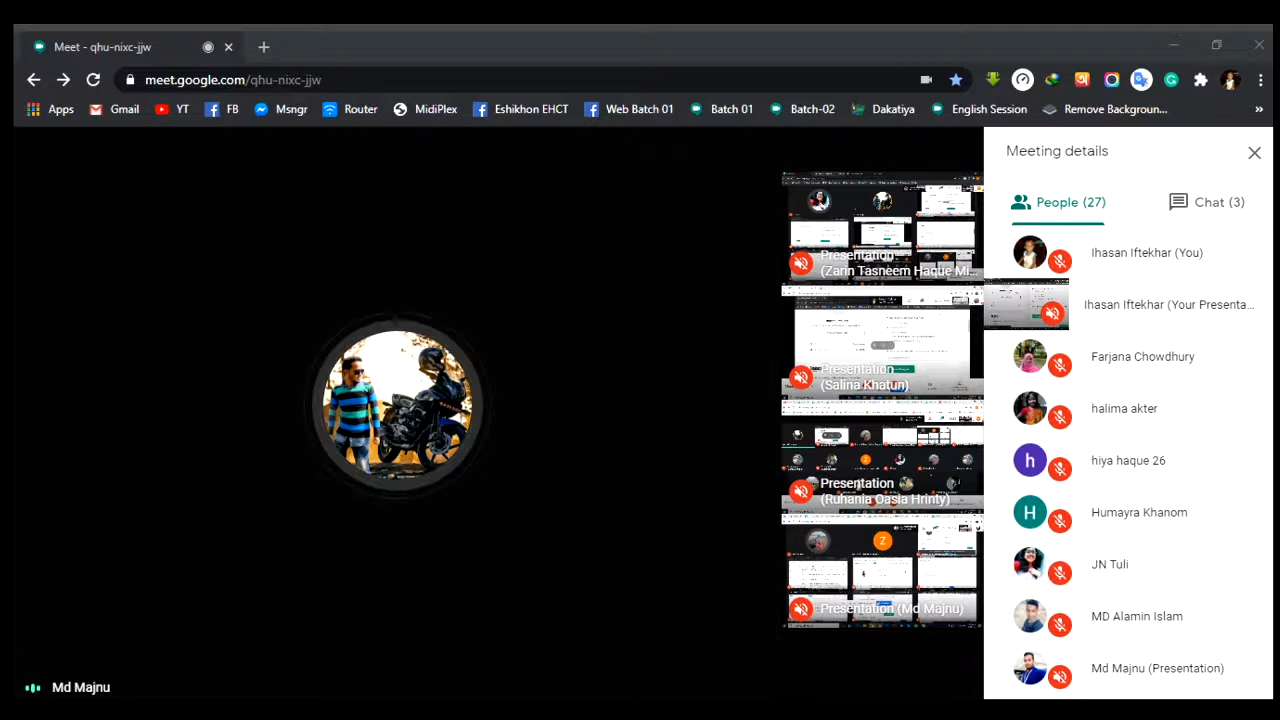 Meet - qhu-nixc-jjw
meet.google.com/qhu-nixc-jjw
Apps Gmail YT FB Msngr Router MidiPlex Eshikhon EHCT Web Batch 01 Batch 01 Batch-02 Dakatiya English Session Remove Backgroun... »
Meeting details
People (27) Chat (3)
Ihasan Iftekhar (You)
Ihasan Iftekhar (Your Presente...
Farjana Chowdhury
halima akter
h hiya haque 26
H Humayra Khanom
JN Tuli
MD Alamin Islam
Md Majnu (Presentation)
Presentation
(Zarin Tasneem Haque Mi...
Presentation
(Salina Khatun)
Presentation
(Ruhania Oasia Hrinty)
Z
Presentation (Md Majnu)
Md Majnu